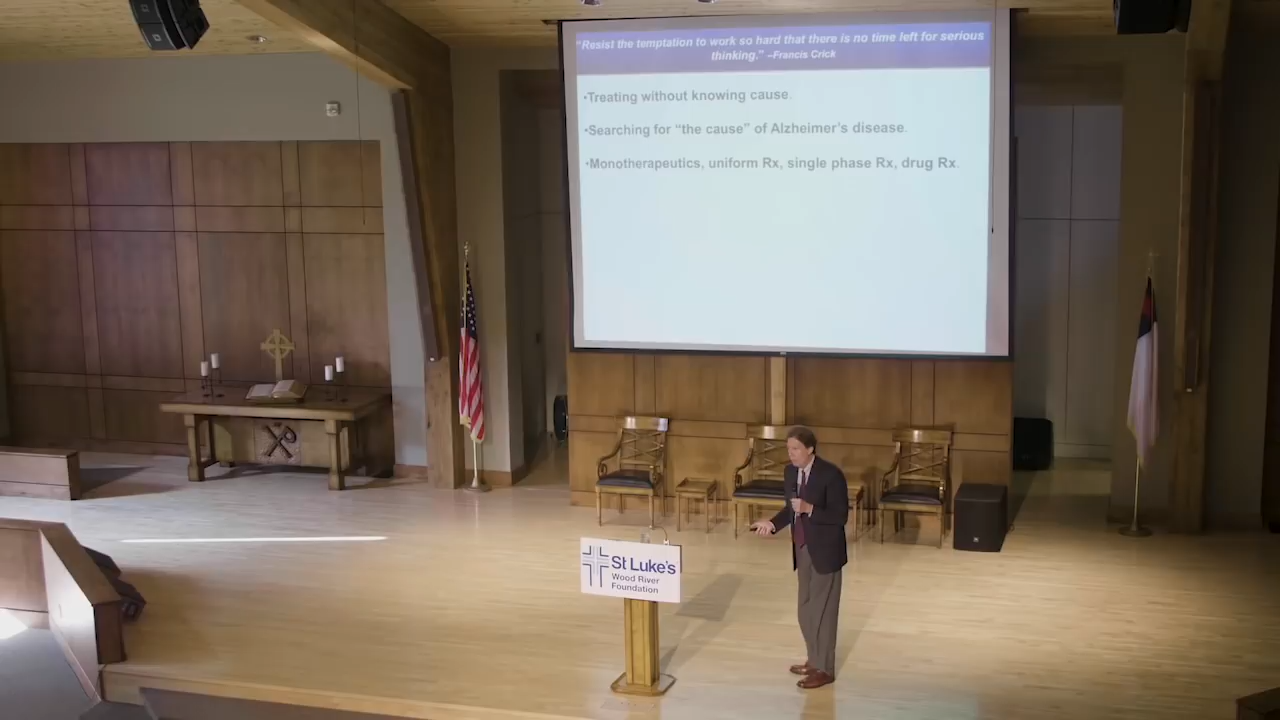 "Resist the temptation to work so hard that there is no time left for serious
thinking." –Francis Crick
•Treating without knowing cause.
•Searching for “the cause” of Alzheimer’s disease.
•Monotherapeutics, uniform Rx, single phase Rx, drug Rx.
St Luke's
Wood River
Foundation